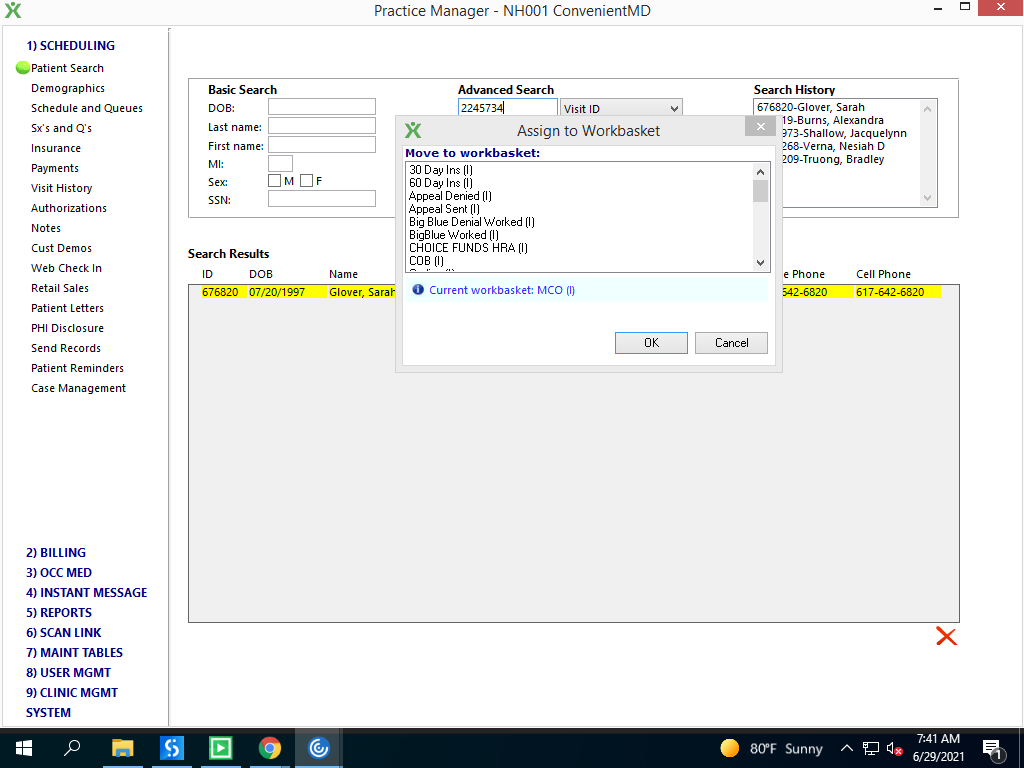 Practice Manager - NH001 ConvenientMD
1) SCHEDULING
Patient Search
Demographics
Schedule and Queues
Sx's and Q's
Insurance
Payments
Visit History
Authorizations
Notes
Cust Demos
Web Check In
Retail Sales
Patient Letters
PHI Disclosure
Send Records
Patient Reminders
Case Management
2) BILLING
3) OCC MED
4) INSTANT MESSAGE
5) REPORTS
6) SCAN LINK
7) MAINT TABLES
8) USER MGMT
9) CLINIC MGMT
SYSTEM
Basic Search
DOB:
Last name:
First name:
MI:
Sex: M F
SSN:
Advanced Search
2245734 Visit ID
Search History
676820-Glover, Sarah
19-Burns, Alexandra
973-Shallow, Jacquelynn
268-Verna, Nesiah D
209-Truong, Bradley
Assign to Workbasket
Move to workbasket:
30 Day Ins (I)
60 Day Ins (I)
Appeal Denied (I)
Appeal Sent (I)
Big Blue Denial Worked (I)
BigBlue Worked (I)
CHOICE FUNDS HRA (I)
COB (I)
Current workbasket: MCO (I)
OK Cancel
Search Results
ID DOB Name e Phone Cell Phone
676820 07/20/1997 Glover, Sarah 642-6820 617-642-6820
80°F Sunny
7:41 AM
6/29/2021
1